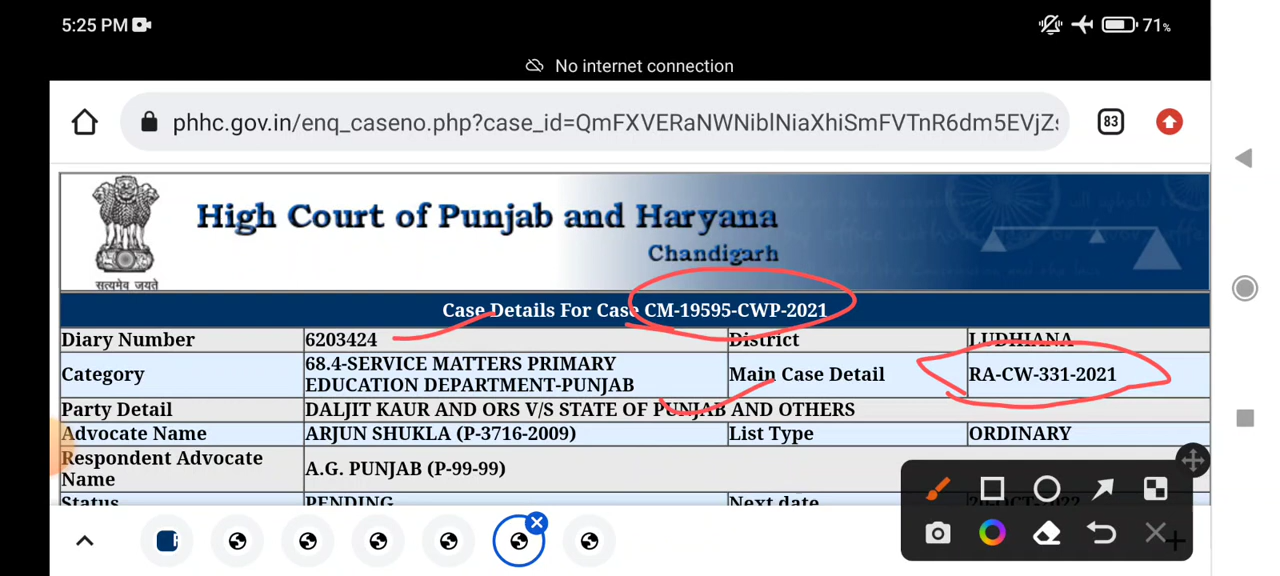 5:25 PM
71%
No internet connection
phhc.gov.in/enq_caseno.php?case_id=QmFXVERaNWNiblNiaXhiSmFVTnR6dm5EVjZs
83
High Court of Punjab and Haryana
Chandigarh
सत्यमेव जयते
Case Details For Case CM-19595-CWP-2021
Diary Number 6203424 District LUDHIANA
Category 68.4-SERVICE MATTERS PRIMARY EDUCATION DEPARTMENT-PUNJAB Main Case Detail RA-CW-331-2021
Party Detail DALJIT KAUR AND ORS V/S STATE OF PUNJAB AND OTHERS
Advocate Name ARJUN SHUKLA (P-3716-2009) List Type ORDINARY
Respondent Advocate Name A.G. PUNJAB (P-99-99)
Status PENDING Next date